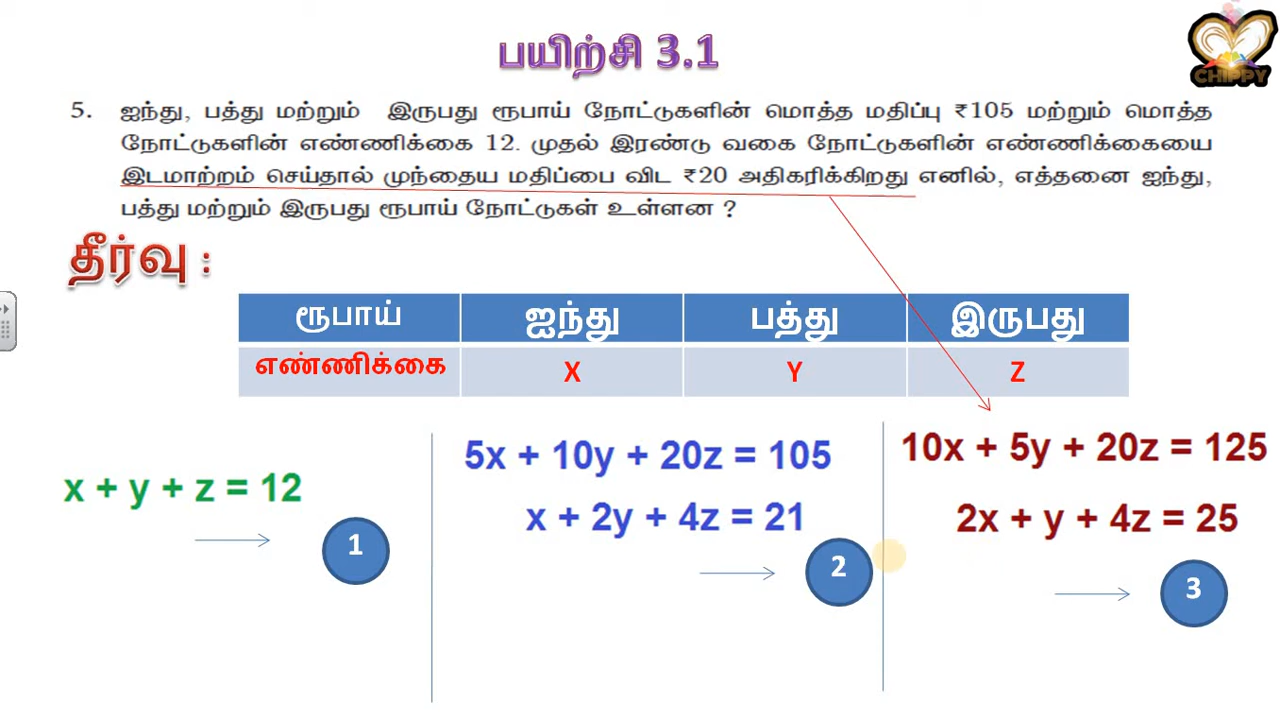 பயிற்சி 3.1
CHIPPY
5. ஐந்து, பத்து மற்றும் இருபது ரூபாய் நோட்டுகளின் மொத்த மதிப்பு ₹105 மற்றும் மொத்த
நோட்டுகளின் எண்ணிக்கை 12. முதல் இரண்டு வகை நோட்டுகளின் எண்ணிக்கையை
இடமாற்றம் செய்தால் முந்தைய மதிப்பை விட ₹20 அதிகரிக்கிறது எனில், எத்தனை ஐந்து,
பத்து மற்றும் இருபது ரூபாய் நோட்டுகள் உள்ளன ?
தீர்வு :
ரூபாய் ஐந்து பத்து இருபது
எண்ணிக்கை X Y Z
x + y + z = 12
1
5x + 10y + 20z = 105
x + 2y + 4z = 21
2
10x + 5y + 20z = 125
2x + y + 4z = 25
3